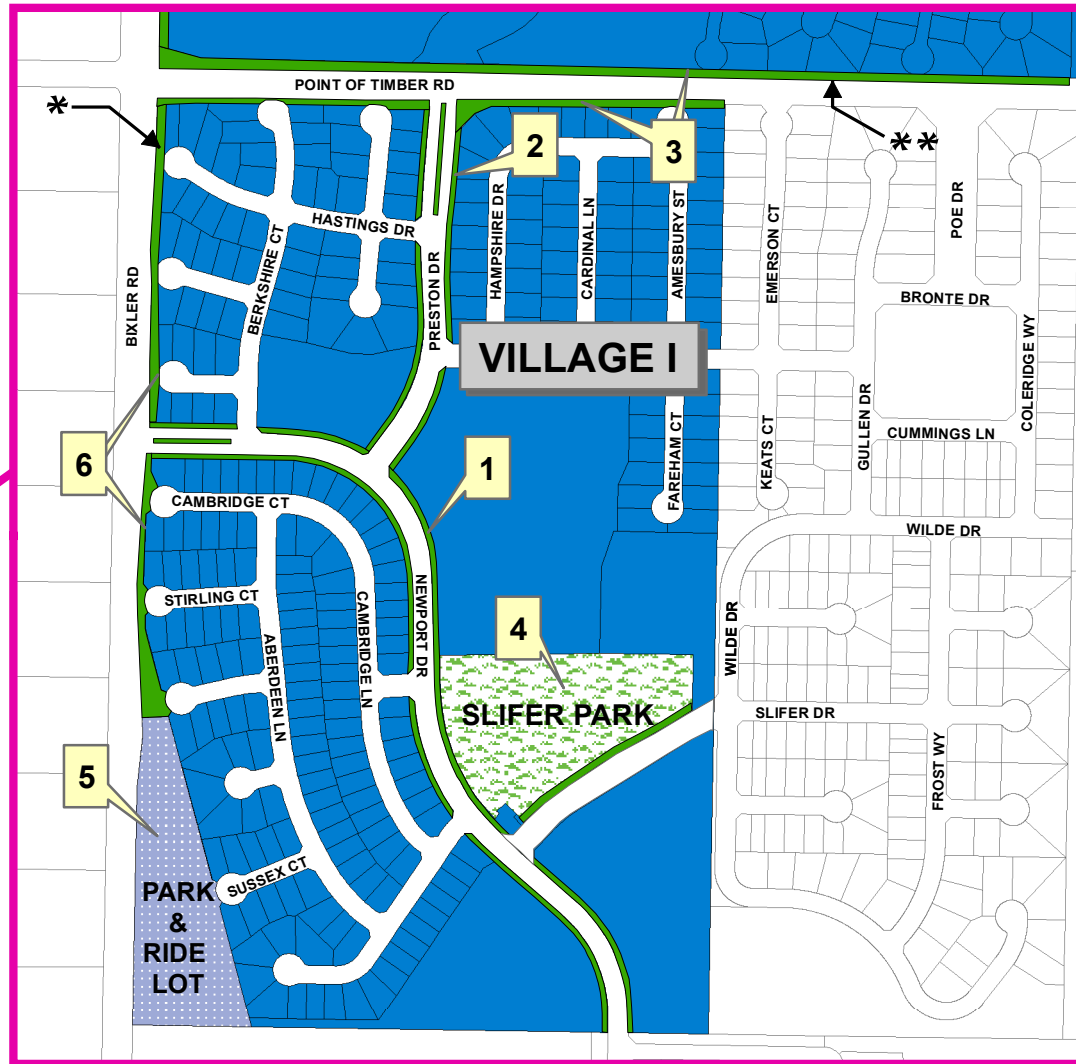 POINT OF TIMBER RD
*
**
2
3
HASTINGS DR
BERKSHIRE CT
BIXLER RD
PRESTON DR
HAMPSHIRE DR
CARDINAL LN
AMESBURY ST
EMERSON CT
POE DR
BRONTE DR
COLERIDGE WY
VILLAGE I
GULLEN DR
CUMMINGS LN
KEATS CT
FAREHAM CT
6
1
CAMBRIDGE CT
WILDE DR
STIRLING CT
ABERDEEN LN
CAMBRIDGE LN
NEWPORT DR
4
WILDE DR
SLIFER PARK
SLIFER DR
FROST WY
5
SUSSEX CT
PARK
&
RIDE
LOT